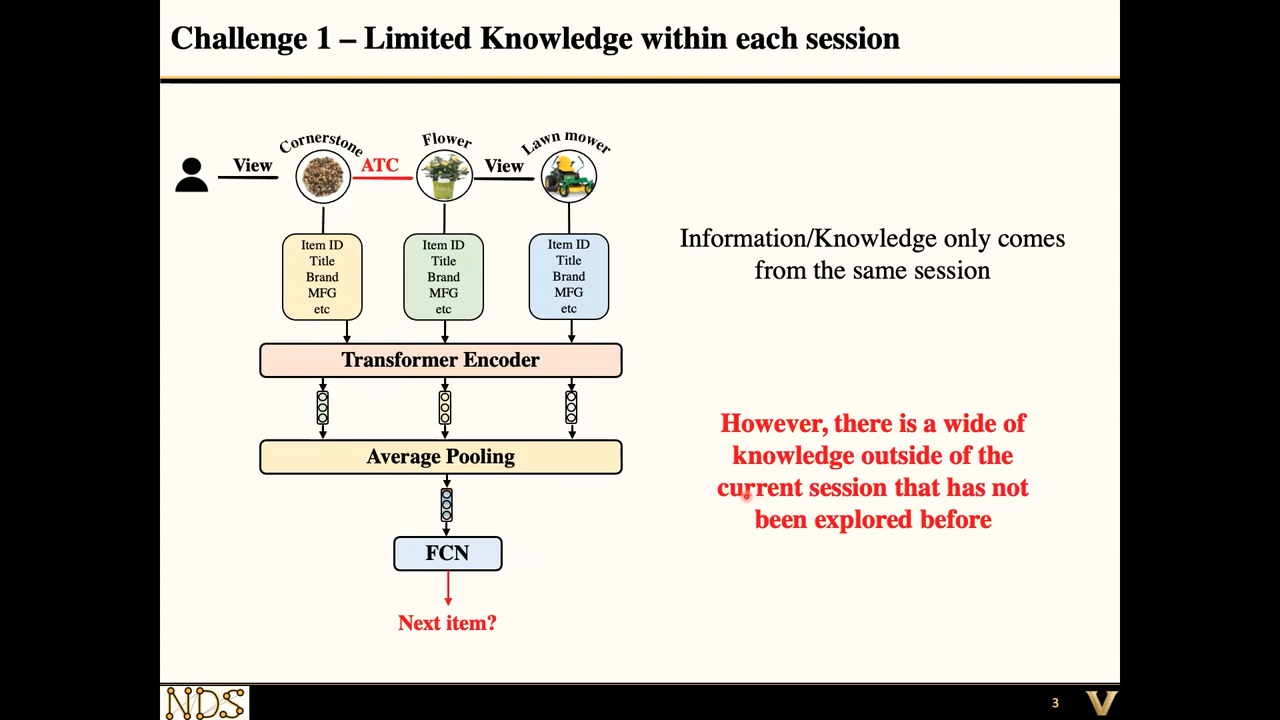 Challenge 1 – Limited Knowledge within each session
Cornerstone
Flower
Lawn mower
View
ATC
View
Item ID
Title
Brand
MFG
etc
Item ID
Title
Brand
MFG
etc
Item ID
Title
Brand
MFG
etc
Transformer Encoder
Average Pooling
FCN
Next item?
Information/Knowledge only comes
from the same session
However, there is a wide of
knowledge outside of the
current session that has not
been explored before
NDS
3
V